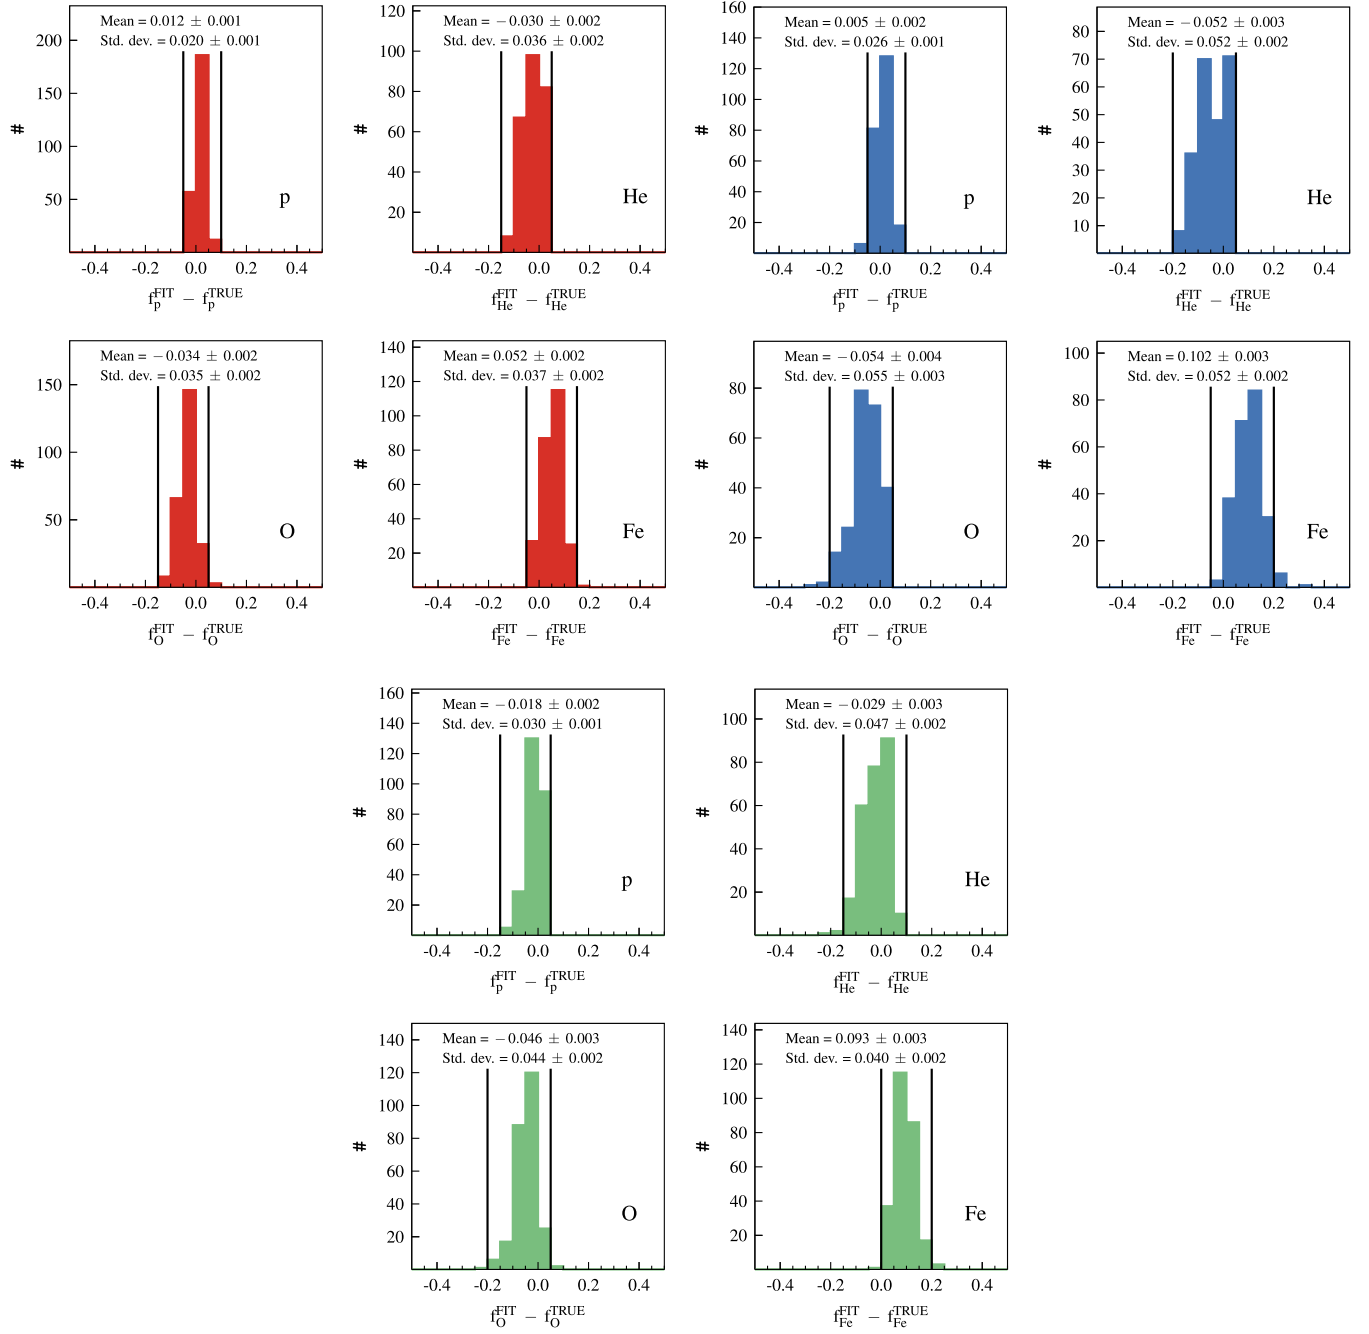 Mean = 0.012 ± 0.001
Std. dev. = 0.020 ± 0.001
200
150
100
50
#
p
-0.4 -0.2 0.0 0.2 0.4
f_p^FIT − f_p^TRUE
Mean = −0.030 ± 0.002
Std. dev. = 0.036 ± 0.002
120
100
80
60
40
20
#
He
-0.4 -0.2 0.0 0.2 0.4
f_He^FIT − f_He^TRUE
Mean = 0.005 ± 0.002
Std. dev. = 0.026 ± 0.001
160
140
120
100
80
60
40
20
#
p
-0.4 -0.2 0.0 0.2 0.4
f_p^FIT − f_p^TRUE
Mean = −0.052 ± 0.003
Std. dev. = 0.052 ± 0.002
80
70
60
50
40
30
20
10
#
He
-0.4 -0.2 0.0 0.2 0.4
f_He^FIT − f_He^TRUE
Mean = −0.034 ± 0.002
Std. dev. = 0.035 ± 0.002
150
100
50
#
O
-0.4 -0.2 0.0 0.2 0.4
f_O^FIT − f_O^TRUE
Mean = 0.052 ± 0.002
Std. dev. = 0.037 ± 0.002
140
120
100
80
60
40
20
#
Fe
-0.4 -0.2 0.0 0.2 0.4
f_Fe^FIT − f_Fe^TRUE
Mean = −0.054 ± 0.004
Std. dev. = 0.055 ± 0.003
80
60
40
20
#
O
-0.4 -0.2 0.0 0.2 0.4
f_O^FIT − f_O^TRUE
Mean = 0.102 ± 0.003
Std. dev. = 0.052 ± 0.002
100
80
60
40
20
#
Fe
-0.4 -0.2 0.0 0.2 0.4
f_Fe^FIT − f_Fe^TRUE
Mean = −0.018 ± 0.002
Std. dev. = 0.030 ± 0.001
160
140
120
100
80
60
40
20
#
p
-0.4 -0.2 0.0 0.2 0.4
f_p^FIT − f_p^TRUE
Mean = −0.029 ± 0.003
Std. dev. = 0.047 ± 0.002
100
80
60
40
20
#
He
-0.4 -0.2 0.0 0.2 0.4
f_He^FIT − f_He^TRUE
Mean = −0.046 ± 0.003
Std. dev. = 0.044 ± 0.002
140
120
100
80
60
40
20
#
O
-0.4 -0.2 0.0 0.2 0.4
f_O^FIT − f_O^TRUE
Mean = 0.093 ± 0.003
Std. dev. = 0.040 ± 0.002
140
120
100
80
60
40
20
#
Fe
-0.4 -0.2 0.0 0.2 0.4
f_Fe^FIT − f_Fe^TRUE